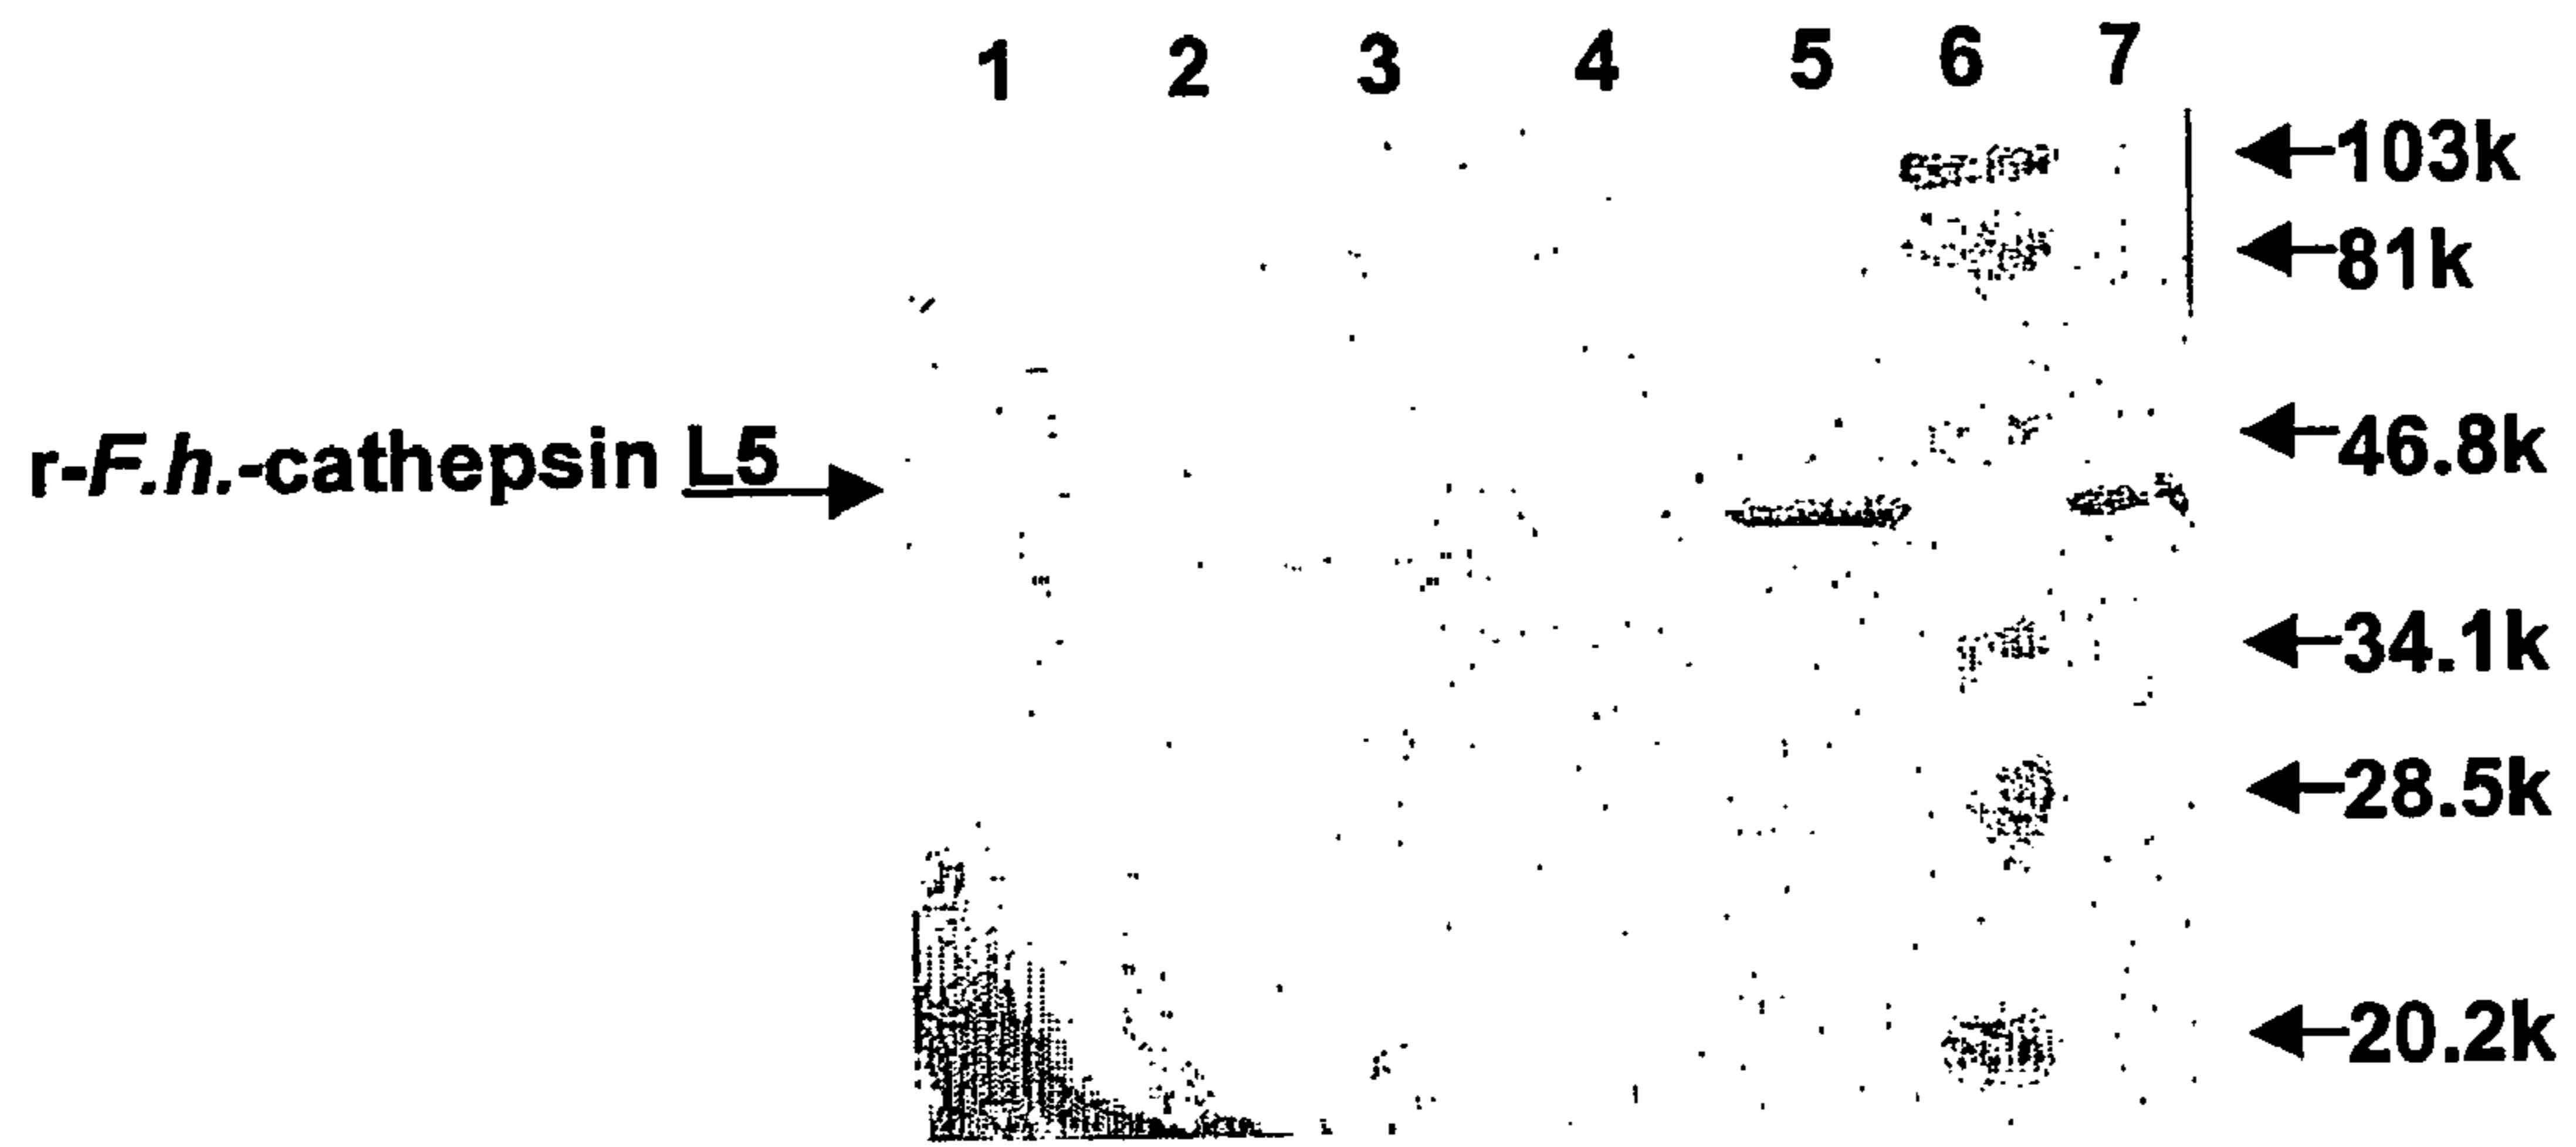 1 2 3 4 5 6 7
103k
81k
46.8k
r-F.h.-cathepsin L5
34.1k
28.5k
20.2k